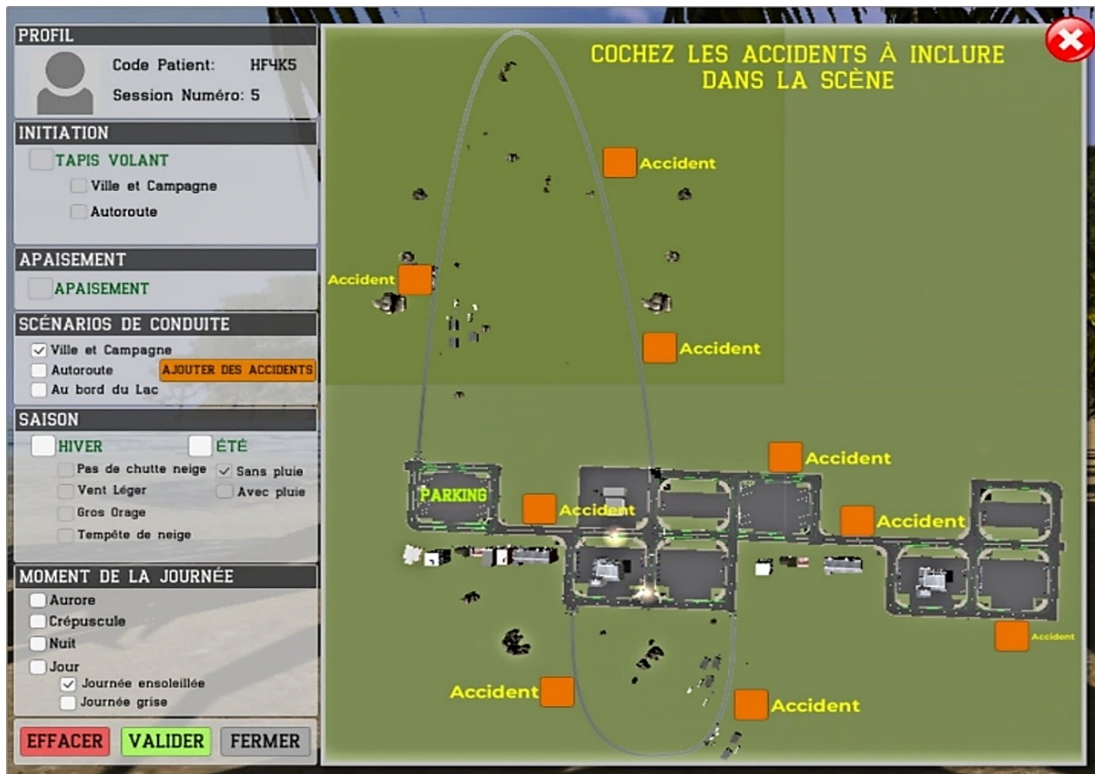 PROFIL
Code Patient: HF4K5
Session Numéro: 5
INITIATION
TAPIS VOLANT
Ville et Campagne
Autoroute
APAISEMENT
APAISEMENT
SCÉNARIOS DE CONDUITE
Ville et Campagne
Autoroute
AJOUTER DES ACCIDENTS
Au bord du Lac
SAISON
HIVER
ÉTÉ
Pas de chutte neige
Sans pluie
Vent Léger
Avec pluie
Gros Orage
Tempête de neige
MOMENT DE LA JOURNÉE
Aurore
Crépuscule
Nuit
Jour
Journée ensoleillée
Journée grise
EFFACER
VALIDER
FERMER
COCHEZ LES ACCIDENTS À INCLURE
DANS LA SCÈNE
Accident
Accident
Accident
Accident
PARKING
Accident
Accident
Accident
Accident
Accident